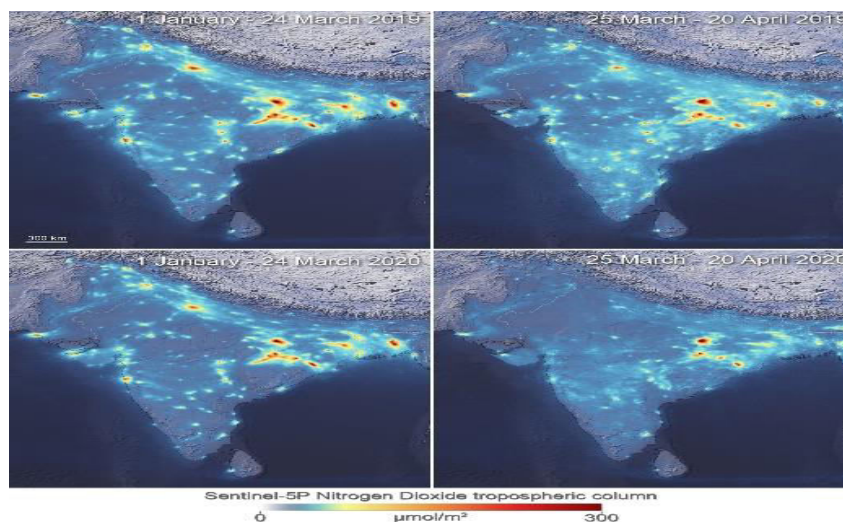 1 January - 24 March 2019
25 March - 20 April 2019
300 km
1 January - 24 March 2020
25 March - 20 April 2020
Sentinel-5P Nitrogen Dioxide tropospheric column
0 300
µmol/m²